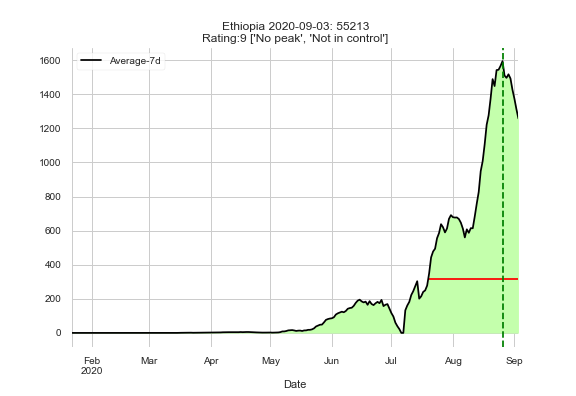 Ethiopia 2020-09-03: 55213
Rating:9 ['No peak', 'Not in control']
Average-7d
1600
1400
1200
1000
800
600
400
200
0
Feb Mar Apr May Jun Jul Aug Sep
2020
Date